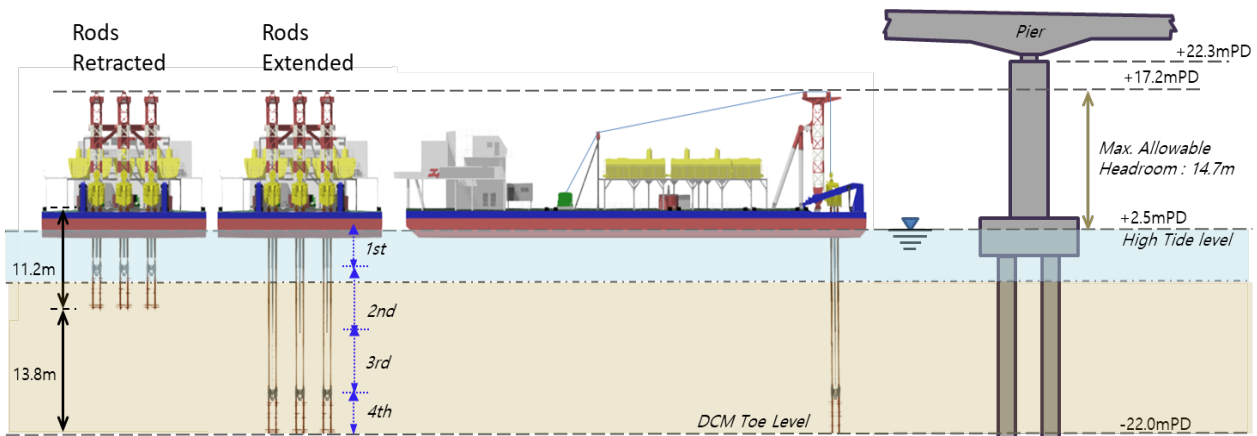 Rods
Retracted
Rods
Extended
Pier
+22.3mPD
+17.2mPD
Max. Allowable
Headroom : 14.7m
+2.5mPD
High Tide level
1st
11.2m
2nd
3rd
13.8m
4th
DCM Toe Level
-22.0mPD